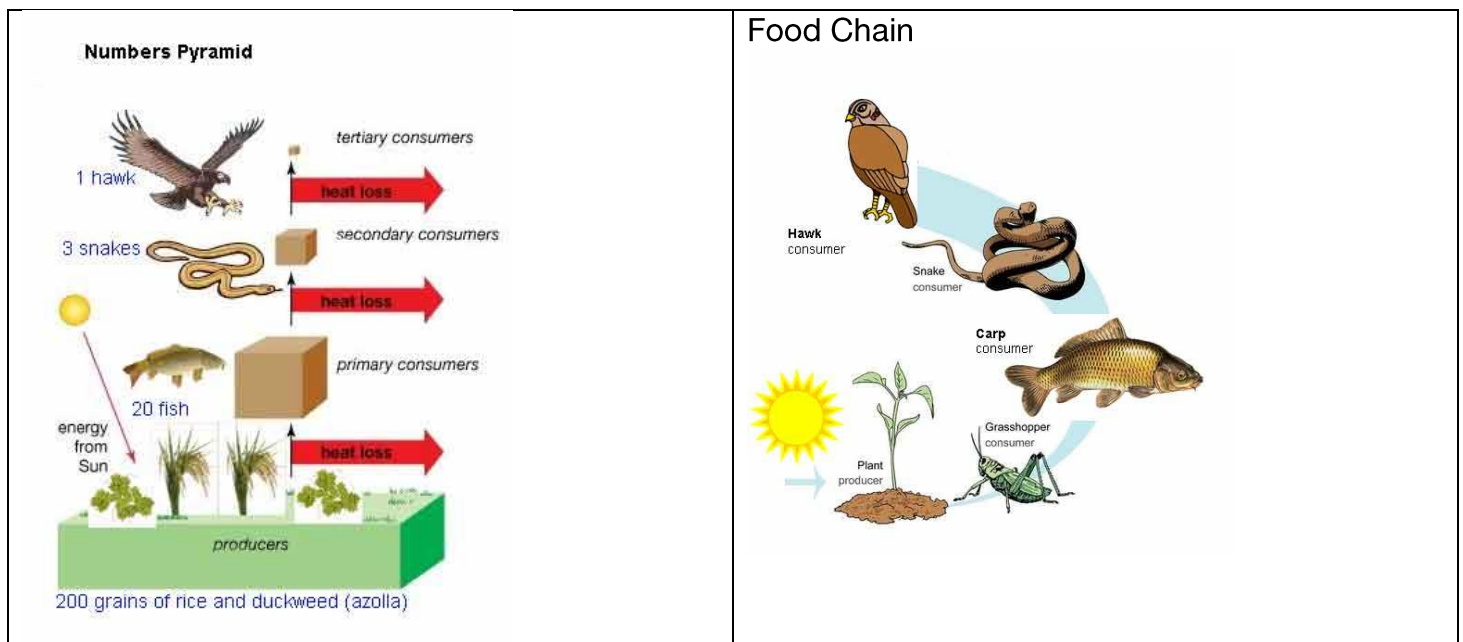 Numbers Pyramid
tertiary consumers
1 hawk
heat loss
secondary consumers
3 snakes
heat loss
primary consumers
20 fish
energy
from
Sun
heat loss
producers
200 grains of rice and duckweed (azolla)
Food Chain
Hawk
consumer
Snake
consumer
Carp
consumer
Grasshopper
consumer
Plant
producer